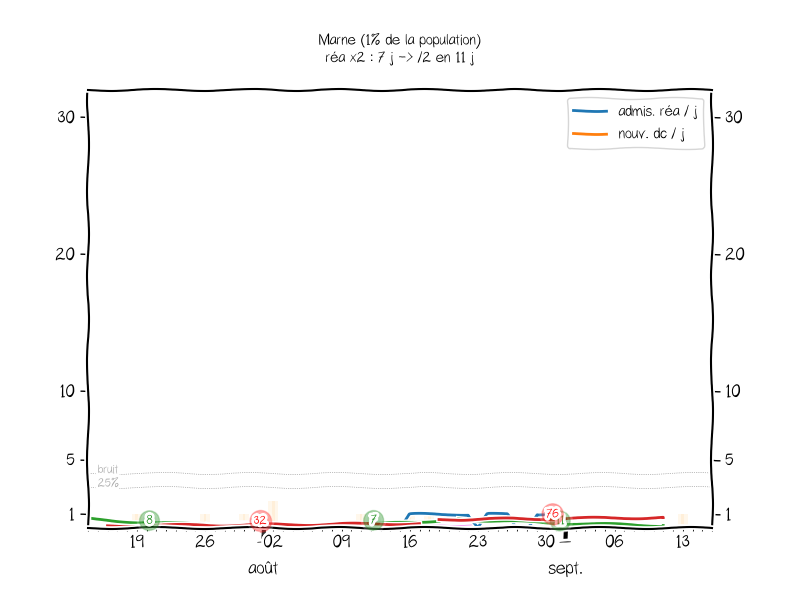 Marne (1% de la population)
réa x2 : 7 j -> /2 en 11 j
30
30
admis. réa / j
nouv. dc / j
20
20
10
10
5
5
bruit
25%
1
1
8
32
7
76
19 26 02 09 16 23 30 06 13
août sept.